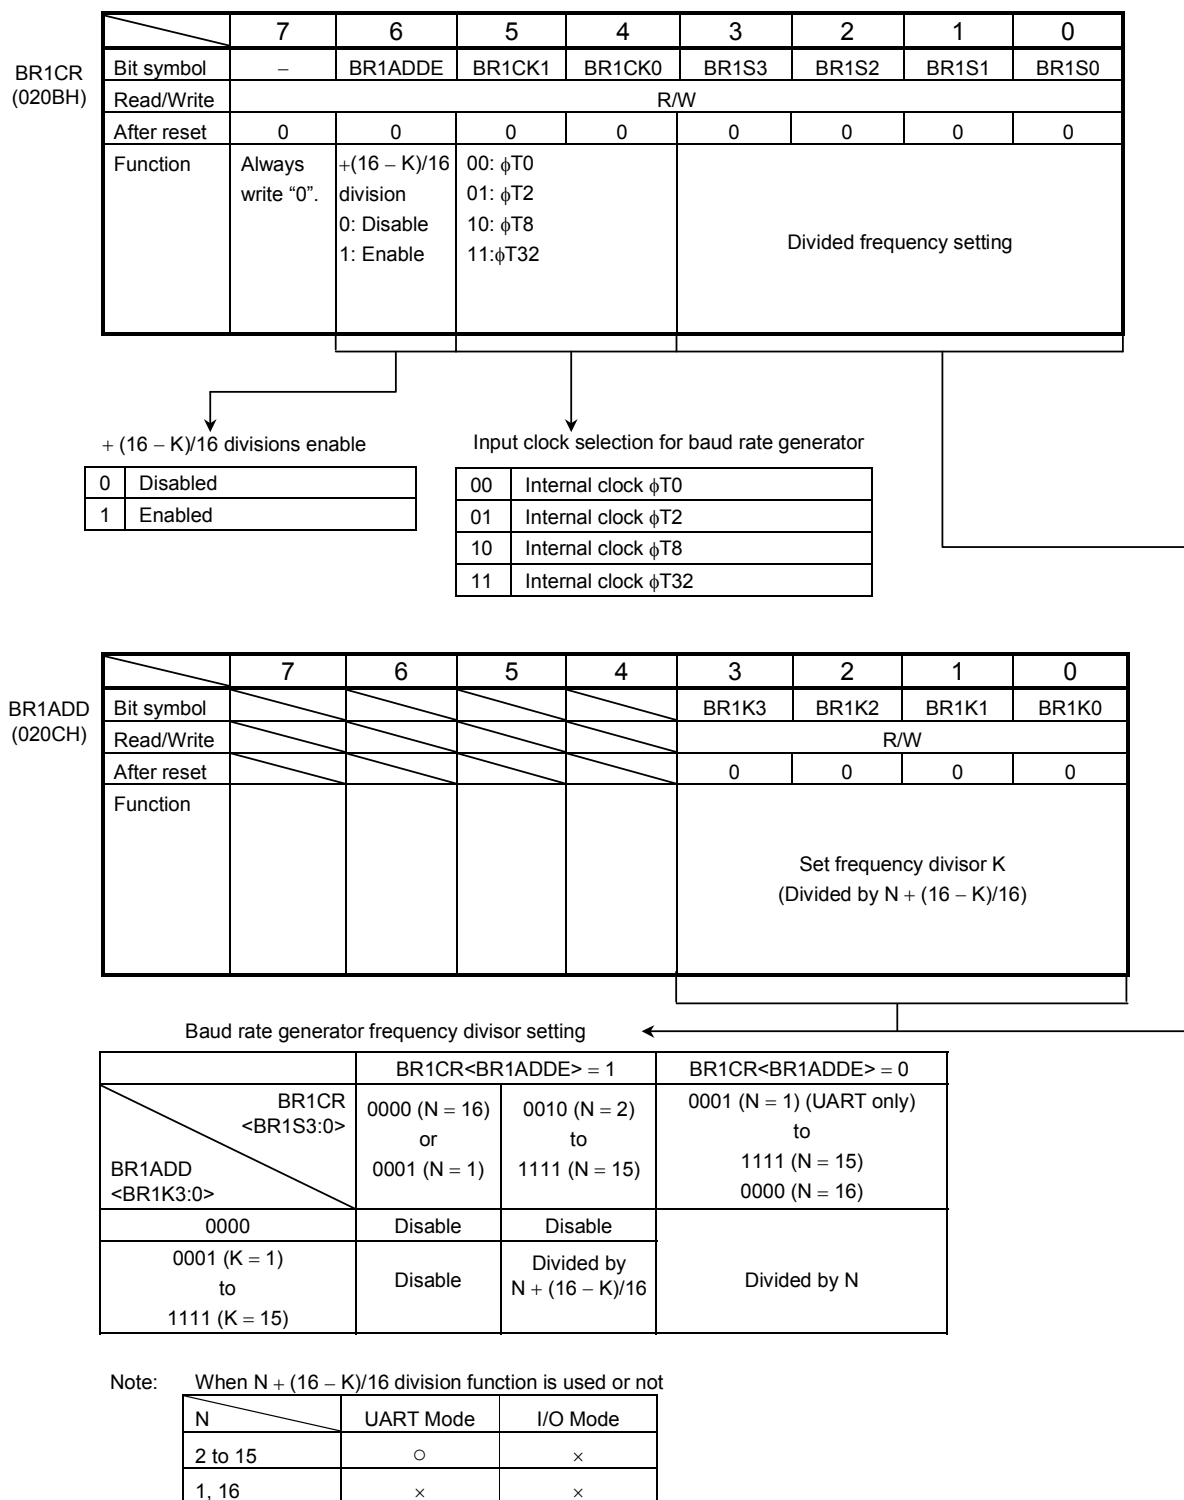 7 6 5 4 3 2 1 0
BR1CR
(020BH)
Bit symbol – BR1ADDE BR1CK1 BR1CK0 BR1S3 BR1S2 BR1S1 BR1S0
Read/Write R/W
After reset 0 0 0 0 0 0 0 0
Function Always +(16 – K)/16 00: ϕT0
write “0”. division 01: ϕT2
0: Disable 10: ϕT8
1: Enable 11:ϕT32
Divided frequency setting
+ (16 – K)/16 divisions enable
0 Disabled
1 Enabled
Input clock selection for baud rate generator
00 Internal clock ϕT0
01 Internal clock ϕT2
10 Internal clock ϕT8
11 Internal clock ϕT32
7 6 5 4 3 2 1 0
BR1ADD
(020CH)
Bit symbol BR1K3 BR1K2 BR1K1 BR1K0
Read/Write R/W
After reset 0 0 0 0
Function
Set frequency divisor K
(Divided by N + (16 – K)/16)
Baud rate generator frequency divisor setting
BR1CR<BR1ADDE> = 1 BR1CR<BR1ADDE> = 0
BR1CR
<BR1S3:0>
BR1ADD
<BR1K3:0>
0000 (N = 16)
or
0001 (N = 1)
0010 (N = 2)
to
1111 (N = 15)
0001 (N = 1) (UART only)
to
1111 (N = 15)
0000 (N = 16)
0000 Disable Disable
0001 (K = 1)
to
1111 (K = 15)
Disable
Divided by
N + (16 – K)/16
Divided by N
Note: When N + (16 – K)/16 division function is used or not
N UART Mode I/O Mode
2 to 15 ○ ×
1, 16 × ×